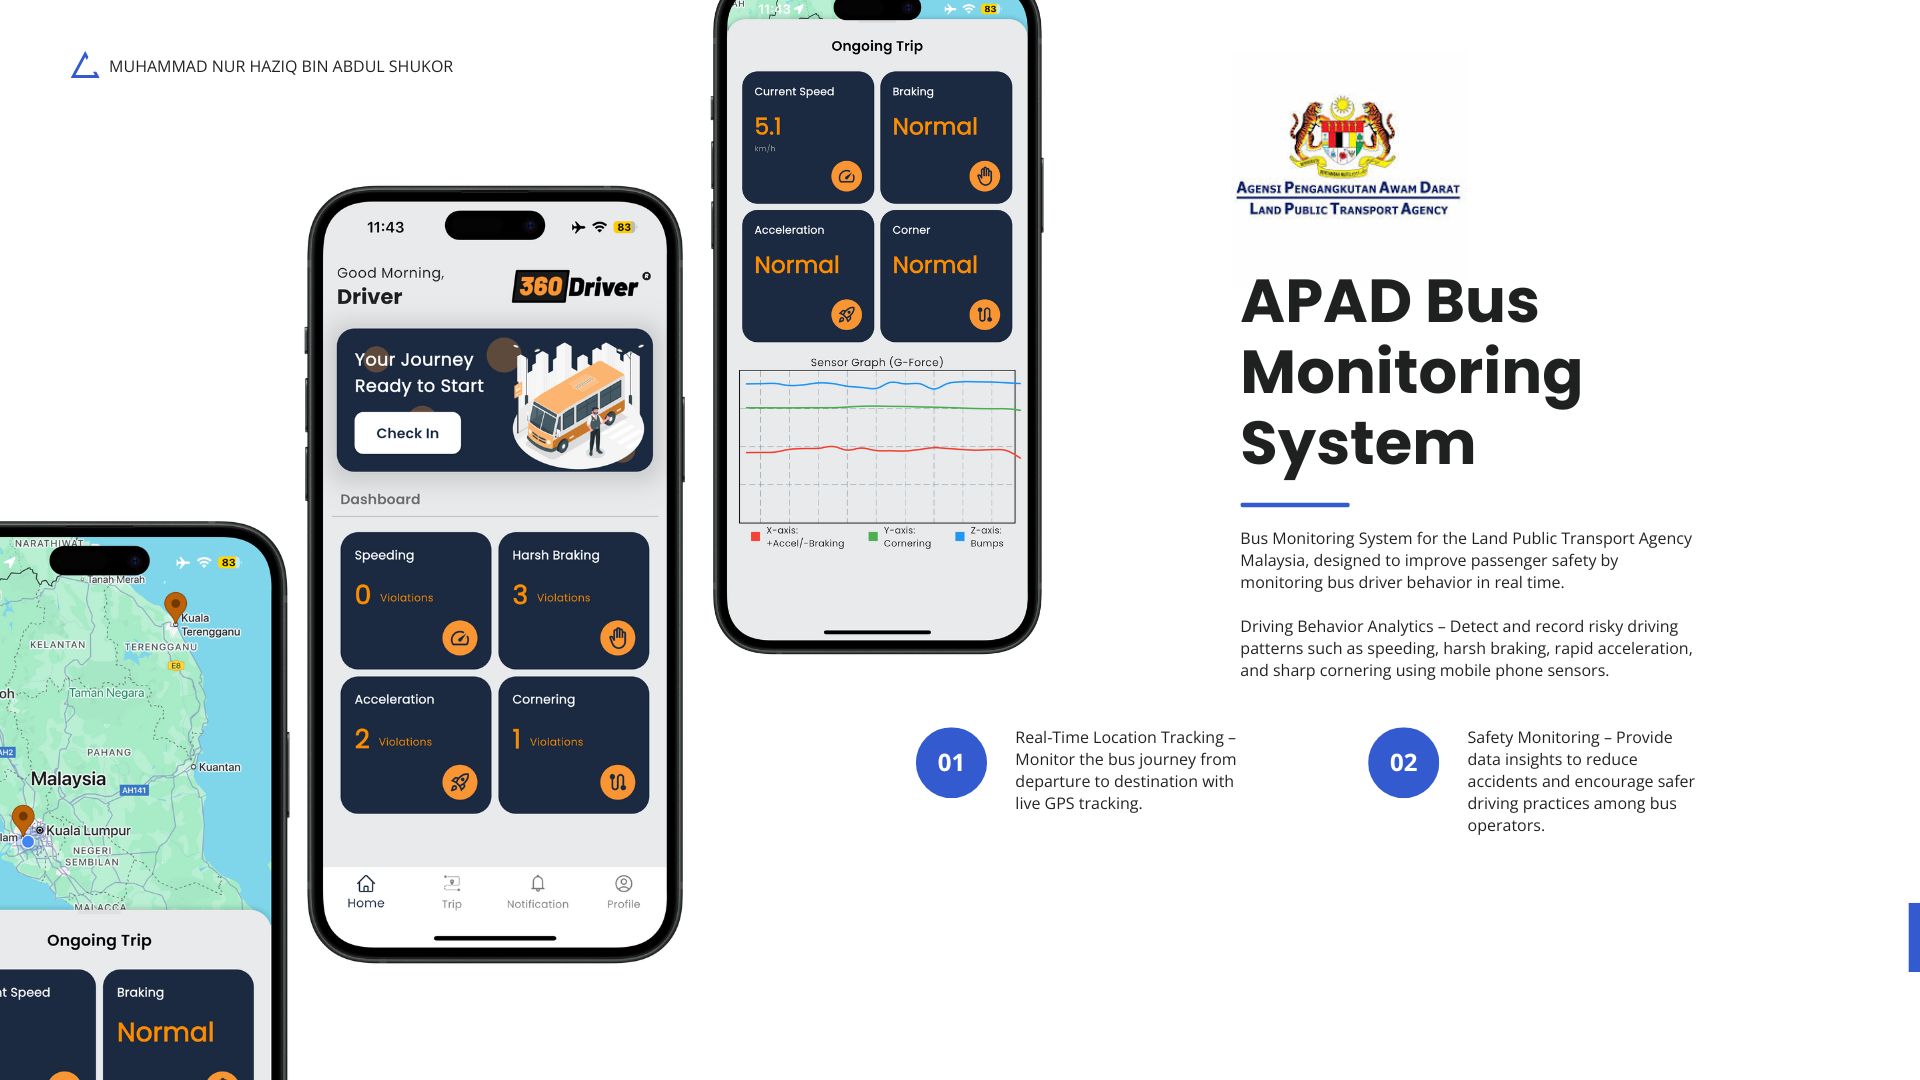 MUHAMMAD NUR HAZIQ BIN ABDUL SHUKOR
NARATHIWAT
83
Tanah Merah
Kuala
Terengganu
KELANTAN
TERENGGANU
E8
oh
Taman Negara
AH2
PAHANG
Kuantan
Malaysia
AH141
lam
Kuala Lumpur
NEGERI
SEMBILAN
MALACCA
Ongoing Trip
nt Speed
Braking
Normal
11:43
83
Good Morning,
Driver
360 Driver ®
Your Journey
Ready to Start
Check In
Dashboard
Speeding
0 Violations
Harsh Braking
3 Violations
Acceleration
2 Violations
Cornering
1 Violations
Home
Trip
Notification
Profile
AH
11:43
83
Ongoing Trip
Current Speed
5.1
km/h
Braking
Normal
Acceleration
Normal
Corner
Normal
Sensor Graph (G-Force)
X-axis:
+Accel/-Braking
Y-axis:
Cornering
Z-axis:
Bumps
AGENSI PENGANGKUTAN AWAM DARAT
LAND PUBLIC TRANSPORT AGENCY
APAD Bus
Monitoring
System
Bus Monitoring System for the Land Public Transport Agency
Malaysia, designed to improve passenger safety by
monitoring bus driver behavior in real time.
Driving Behavior Analytics – Detect and record risky driving
patterns such as speeding, harsh braking, rapid acceleration,
and sharp cornering using mobile phone sensors.
01
Real-Time Location Tracking –
Monitor the bus journey from
departure to destination with
live GPS tracking.
02
Safety Monitoring – Provide
data insights to reduce
accidents and encourage safer
driving practices among bus
operators.